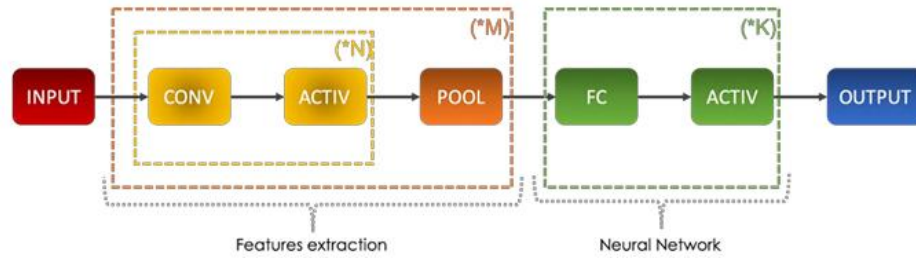 (*M)
(*K)
(*N)
INPUT
CONV
ACTIV
POOL
FC
ACTIV
OUTPUT
Features extraction
Neural Network